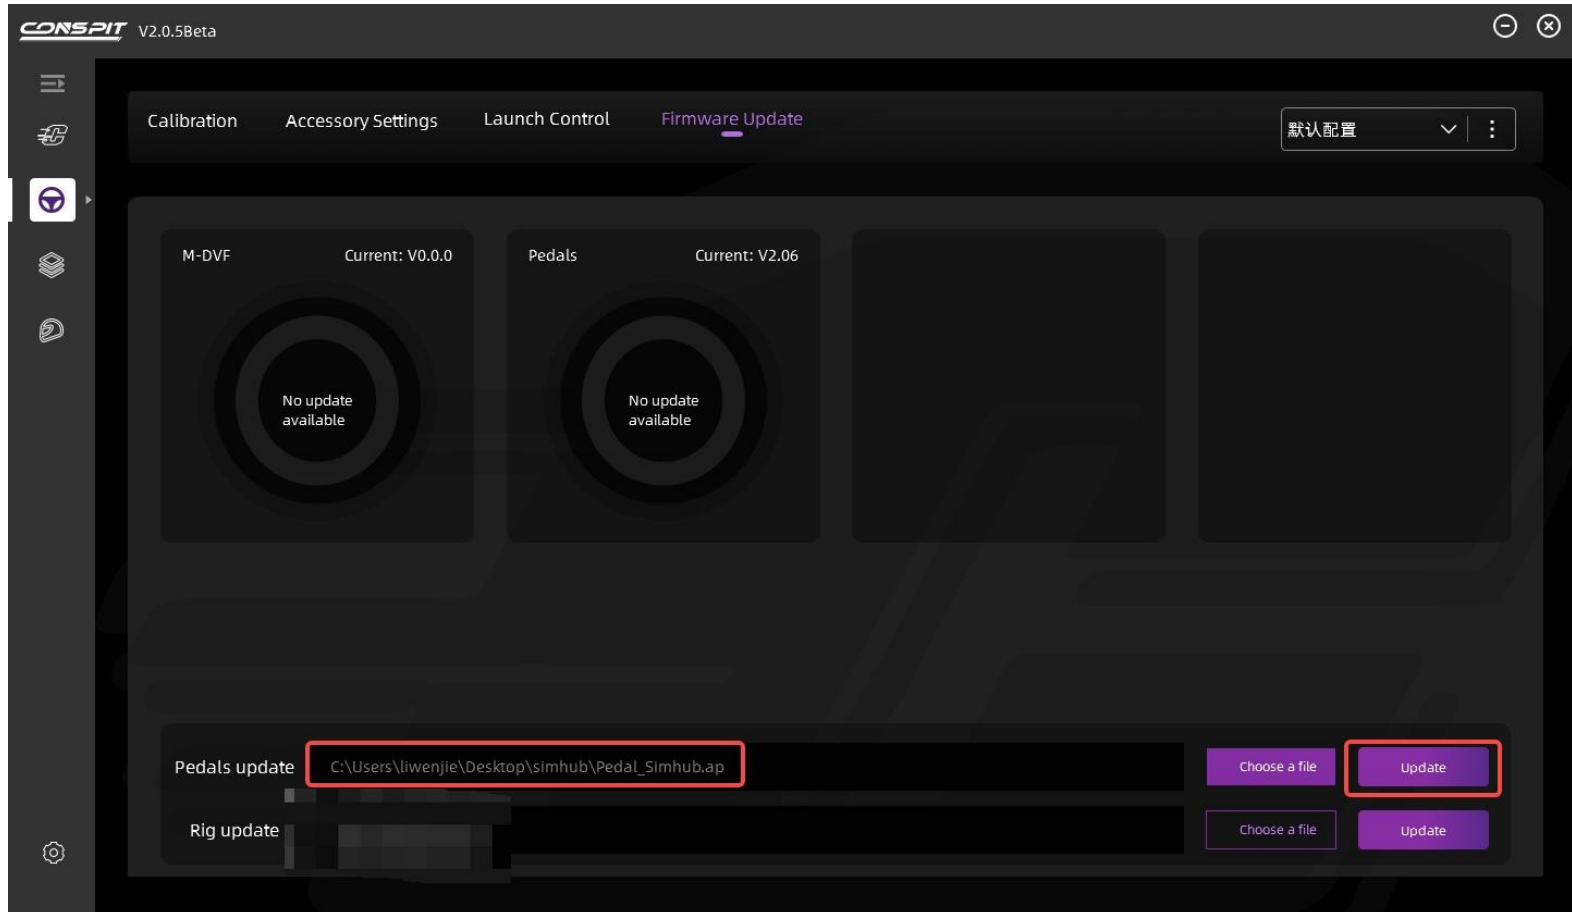 CONSPIT V2.0.5Beta
Calibration Accessory Settings Launch Control Firmware Update 默认配置
M-DVF Current: V0.0.0 Pedals Current: V2.06
No update No update
available available
Pedals update C:\Users\liwenjie\Desktop\simhub\Pedal_Simhub.ap Choose a file Update
Rig update Choose a file Update